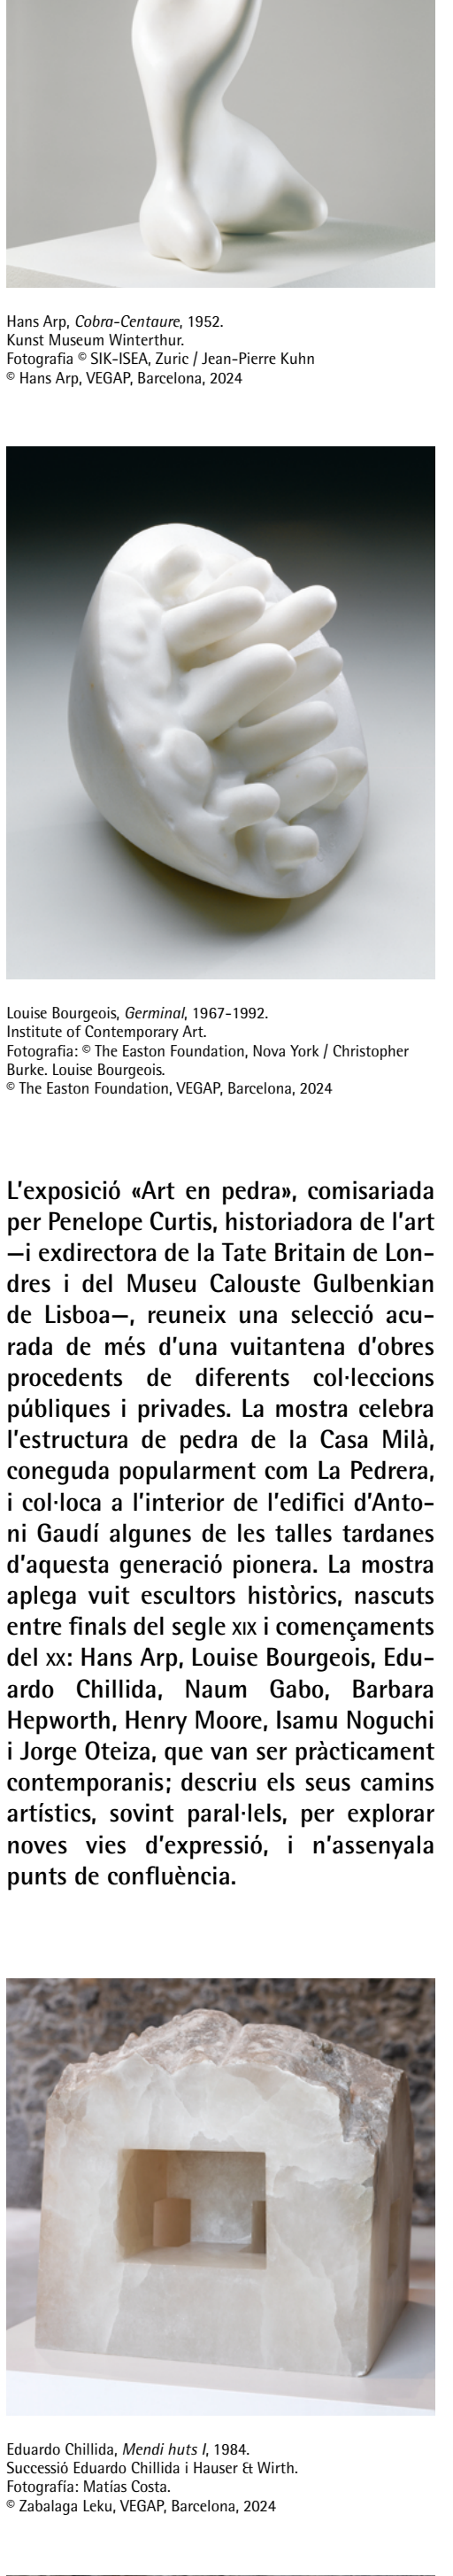 Hans Arp, Cobra-Centaure, 1952.
Kunst Museum Winterthur.
Fotografia © SIK-ISEA, Zuric / Jean-Pierre Kuhn
© Hans Arp, VEGAP, Barcelona, 2024
Louise Bourgeois, Germinal, 1967-1992.
Institute of Contemporary Art.
Fotografia: © The Easton Foundation, Nova York / Christopher
Burke. Louise Bourgeois.
© The Easton Foundation, VEGAP, Barcelona, 2024
L’exposició «Art en pedra», comisariada
per Penelope Curtis, historiadora de l’art
—i exdirectora de la Tate Britain de Lon-
dres i del Museu Calouste Gulbenkian
de Lisboa—, reuneix una selecció acu-
rada de més d’una vuitantena d’obres
procedents de diferents col·leccions
públiques i privades. La mostra celebra
l’estructura de pedra de la Casa Milà,
coneguda popularment com La Pedrera,
i col·loca a l’interior de l’edifici d’Anto-
ni Gaudí algunes de les talles tardanes
d’aquesta generació pionera. La mostra
aplega vuit escultors històrics, nascuts
entre finals del segle XIX i començaments
del XX: Hans Arp, Louise Bourgeois, Edu-
ardo Chillida, Naum Gabo, Barbara
Hepworth, Henry Moore, Isamu Noguchi
i Jorge Oteiza, que van ser pràcticament
contemporanis; descriu els seus camins
artístics, sovint paral·lels, per explorar
noves vies d’expressió, i n’assenyala
punts de confluència.
Eduardo Chillida, Mendi huts I, 1984.
Successió Eduardo Chillida i Hauser & Wirth.
Fotografía: Matías Costa.
© Zabalaga Leku, VEGAP, Barcelona, 2024